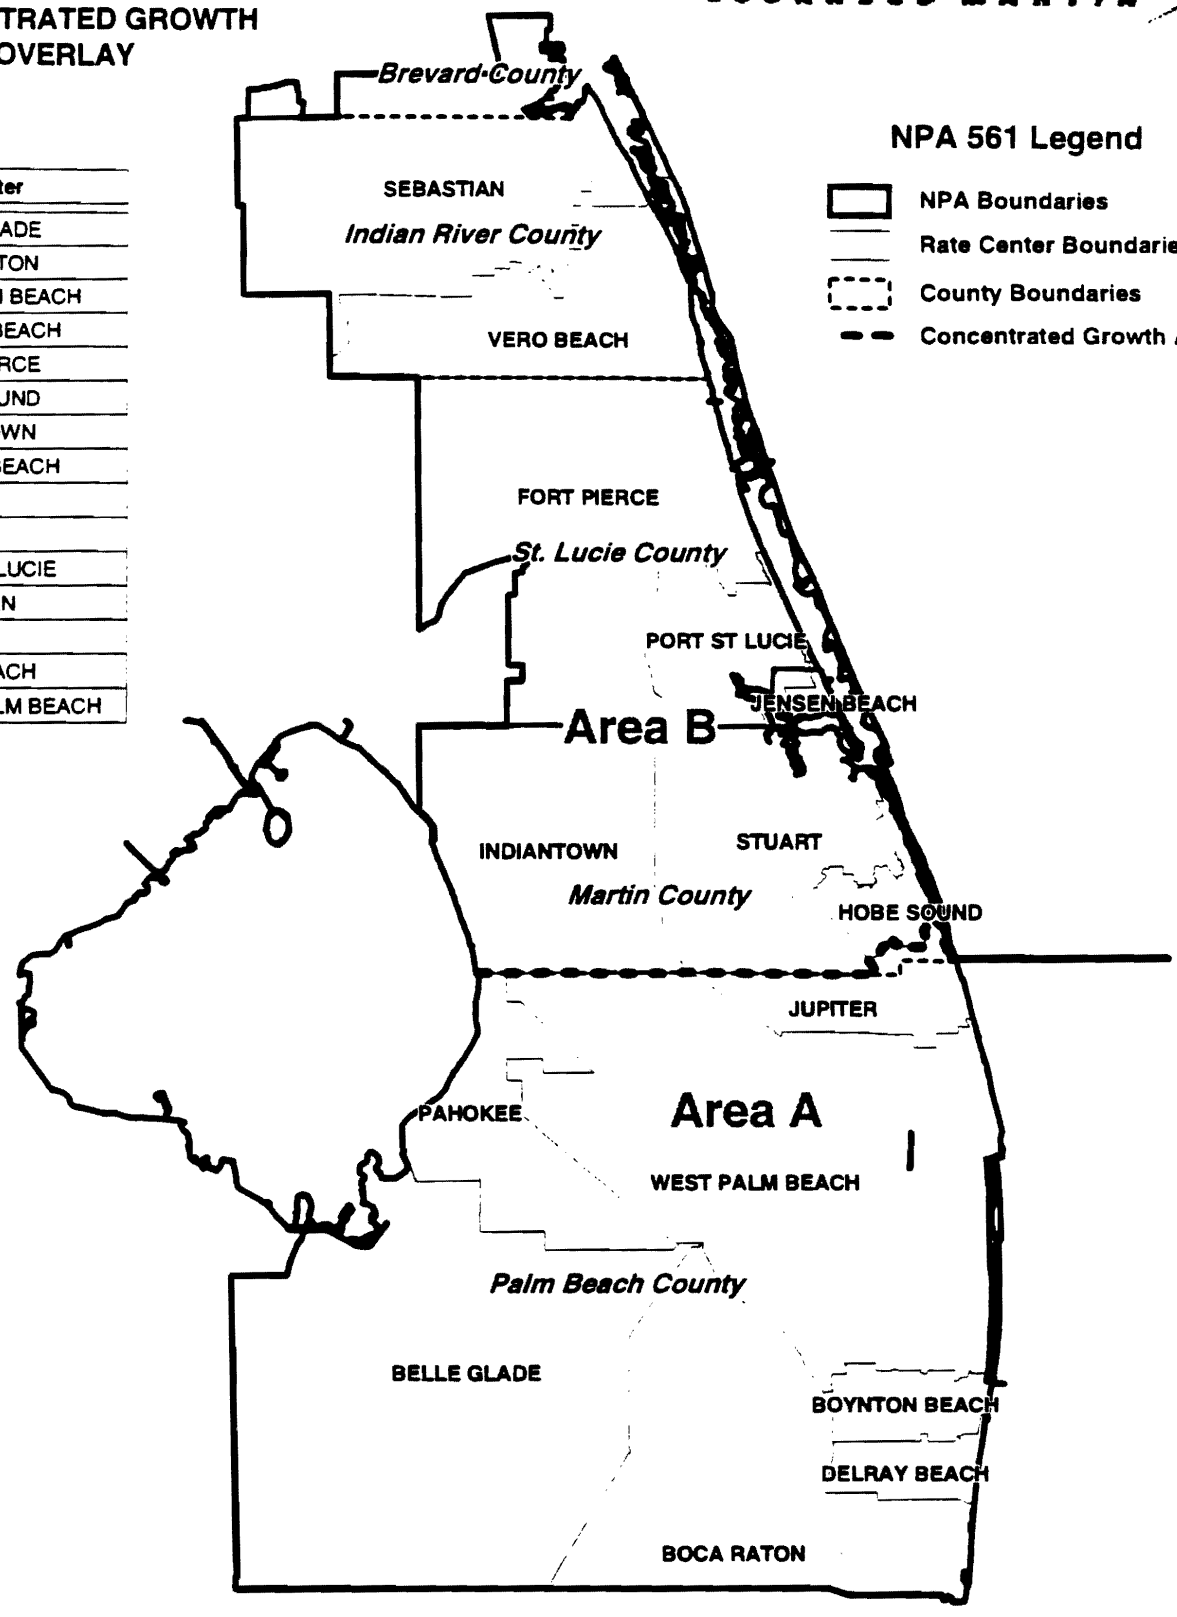 TRATED GROWTH
OVERLAY
ter
ADE
TON
BEACH
BEACH
RCE
UND
WN
BEACH
LUCIE
N
ACH
LM BEACH
NPA 561 Legend
NPA Boundaries
Rate Center Boundarie
County Boundaries
Concentrated Growth
Brevard County
SEBASTIAN
Indian River County
VERO BEACH
FORT PIERCE
St. Lucie County
PORT ST LUCIE
JENSEN BEACH
Area B
INDIANTOWN
STUART
Martin County
HOBE SOUND
JUPITER
PAHOKEE
Area A
WEST PALM BEACH
Palm Beach County
BELLE GLADE
BOYNTON BEACH
DELRAY BEACH
BOCA RATON